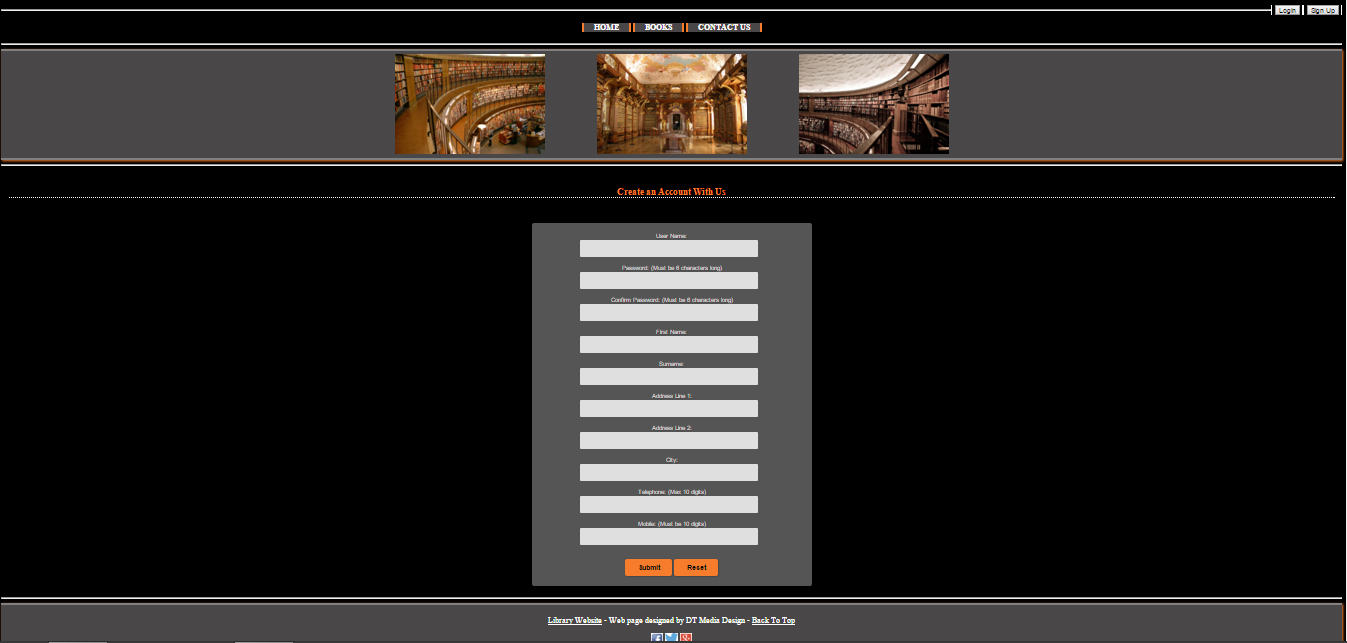 Login Sign Up
HOME BOOKS CONTACT US
Create an Account With Us
User Name:
Password: (Must be 6 characters long)
Confirm Password: (Must be 6 characters long)
First Name:
Surname:
Address Line 1:
Address Line 2:
City:
Telephone: (Max 10 digits)
Mobile: (Must be 10 digits)
Submit Reset
Library Website - Web page designed by DT Media Design - Back To Top